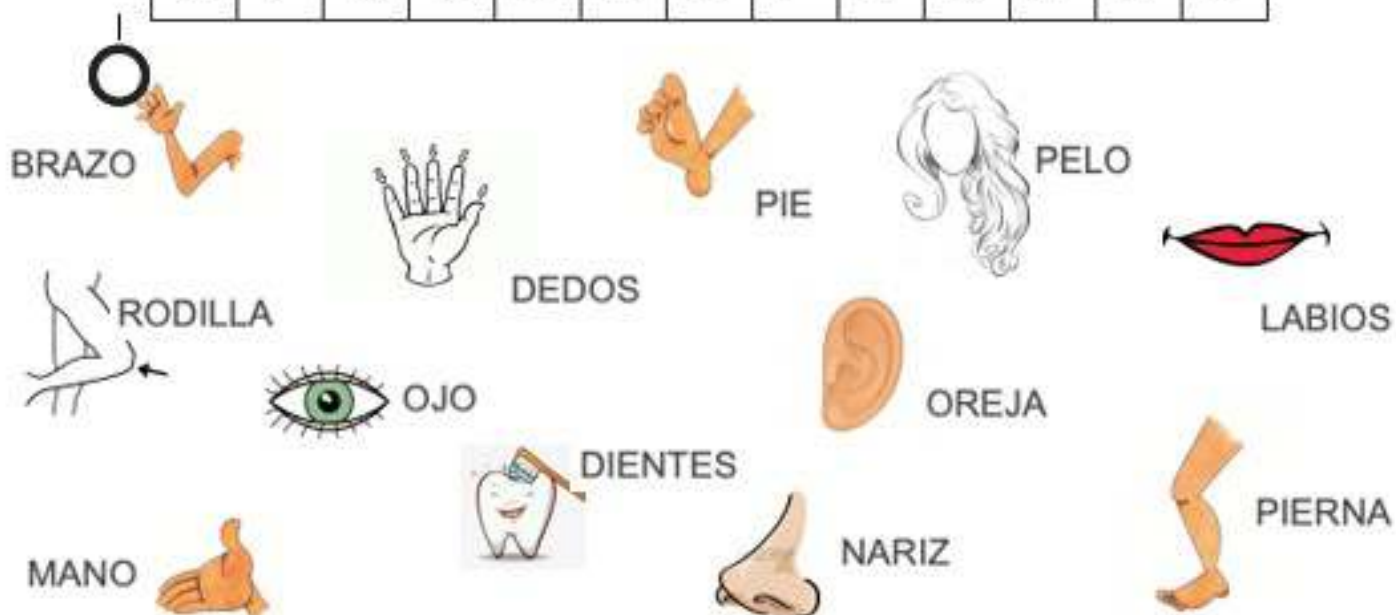 BRAZO
PELO
PIE
DEDOS
RODILLA
LABIOS
OJO
OREJA
DIENTES
PIERNA
NARIZ
MANO